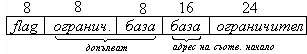 8 8 8 16 24
flag огранич. база база ограничител
допълват адрес на съотв. начало